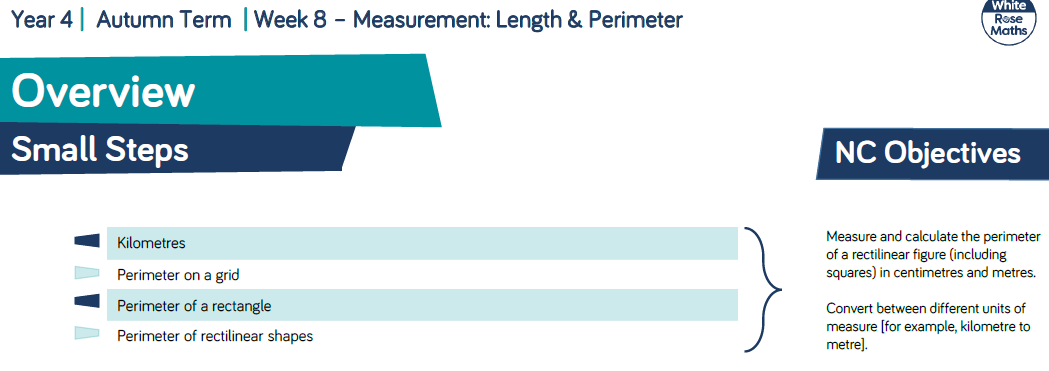 Year 4 | Autumn Term | Week 8 – Measurement: Length & Perimeter
White
Rose
Maths
Overview
Small Steps
NC Objectives
Kilometres
Perimeter on a grid
Perimeter of a rectangle
Perimeter of rectilinear shapes
Measure and calculate the perimeter
of a rectilinear figure (including
squares) in centimetres and metres.
Convert between different units of
measure [for example, kilometre to
metre].